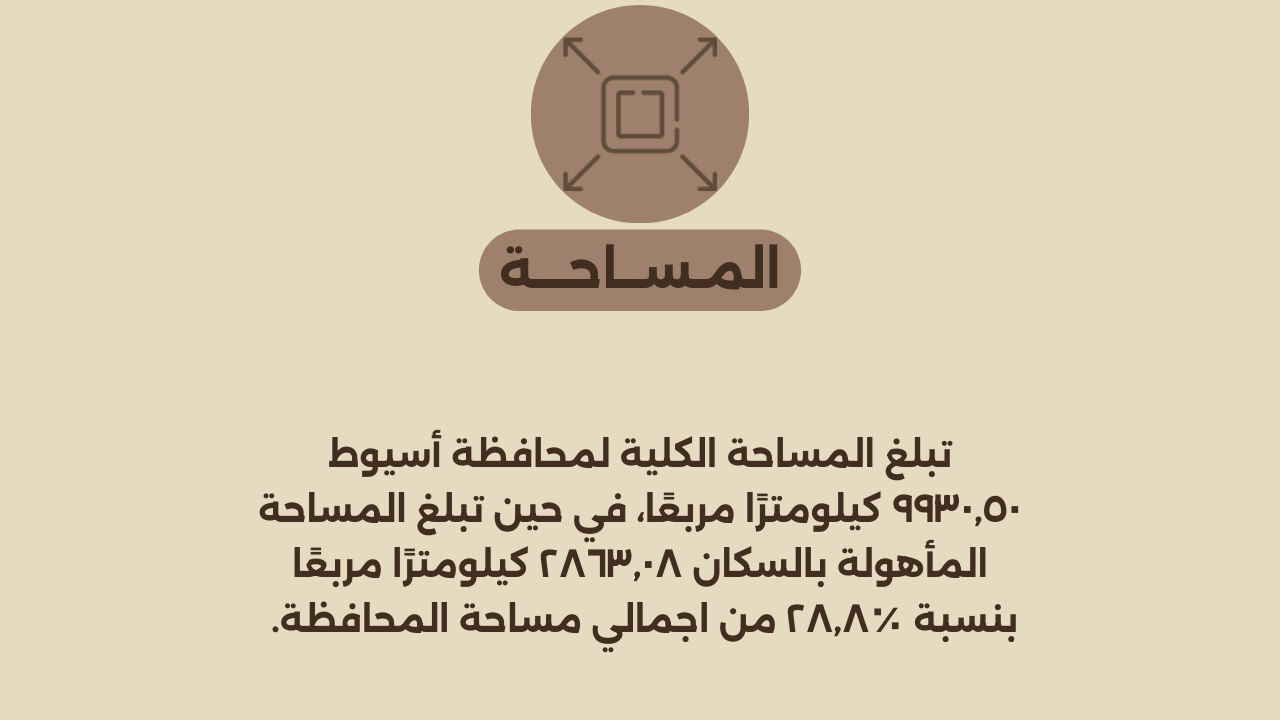 المـســاحـــة
تبلغ المساحة الكلية لمحافظة أسيوط
٩٩٣٠,٥٠ كيلومترًا مربعًا، في حين تبلغ المساحة
المأهولة بالسكان ٢٨٦٣,٠٨ كيلومترًا مربعًا
بنسبة ٢٨,٨٪ من اجمالي مساحة المحافظة.